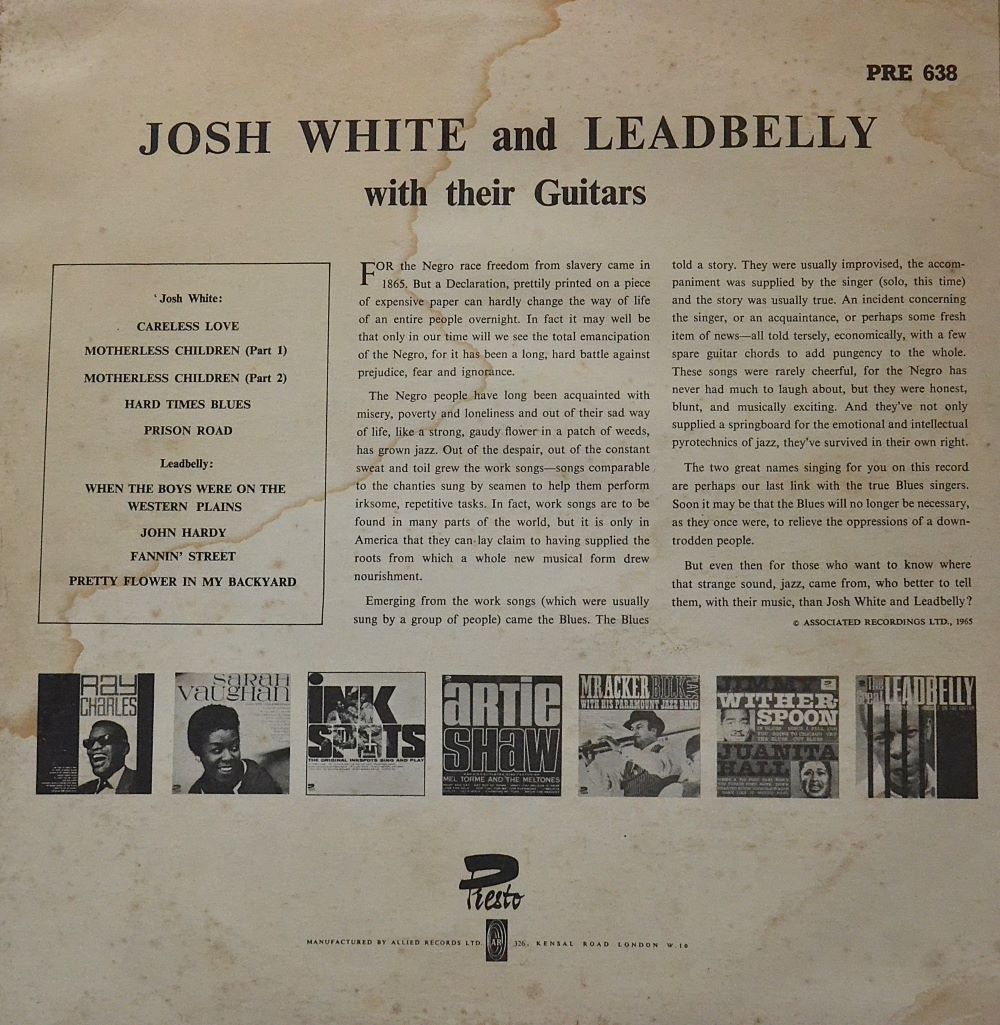 PRE 638
JOSH WHITE and LEADBELLY
with their Guitars
Josh White:
CARELESS LOVE
MOTHERLESS CHILDREN (Part 1)
MOTHERLESS CHILDREN (Part 2)
HARD TIMES BLUES
PRISON ROAD
Leadbelly:
WHEN THE BOYS WERE ON THE
WESTERN PLAINS
JOHN HARDY
FANNIN' STREET
PRETTY FLOWER IN MY BACKYARD
FOR the Negro race freedom from slavery came in
1865. But a Declaration, prettily printed on a piece
of expensive paper can hardly change the way of life
of an entire people overnight. In fact it may well be
that only in our time will we see the total emancipation
of the Negro, for it has been a long, hard battle against
prejudice, fear and ignorance.
The Negro people have long been acquainted with
misery, poverty and loneliness and out of their sad way
of life, like a strong, gaudy flower in a patch of weeds,
has grown jazz. Out of the despair, out of the constant
sweat and toil grew the work songs—songs comparable
to the chanties sung by seamen to help them perform
irksome, repetitive tasks. In fact, work songs are to be
found in many parts of the world, but it is only in
America that they can lay claim to having supplied the
roots from which a whole new musical form drew
nourishment.
Emerging from the work songs (which were usually
sung by a group of people) came the Blues. The Blues
told a story. They were usually improvised, the accom-
paniment was supplied by the singer (solo, this time)
and the story was usually true. An incident concerning
the singer, or an acquaintance, or perhaps some fresh
item of news—all told tersely, economically, with a few
spare guitar chords to add pungency to the whole.
These songs were rarely cheerful, for the Negro has
never had much to laugh about, but they were honest,
blunt, and musically exciting. And they've not only
supplied a springboard for the emotional and intellectual
pyrotechnics of jazz, they've survived in their own right.
The two great names singing for you on this record
are perhaps our last link with the true Blues singers.
Soon it may be that the Blues will no longer be necessary,
as they once were, to relieve the oppressions of a down-
trodden people.
But even then for those who want to know where
that strange sound, jazz, came from, who better to tell
them, with their music, than Josh White and Leadbelly?
© ASSOCIATED RECORDINGS LTD., 1965
RAY
CHARLES
SARAH
VAUGHAN
INK
SPOTS
THE ORIGINAL INKSPOTS SING AND PLAY
ARTIE
SHAW
MEL TORME AND THE MELTONES
MR ACKER BILK PLAYS
WITH HIS PARAMOUNT JAZZ BAND
JIMMY
WITHER-
SPOON
JUANITA
HALL
LEADBELLY
Presto
MANUFACTURED BY ALLIED RECORDS LTD. AR 326, KENSAL ROAD LONDON W.10